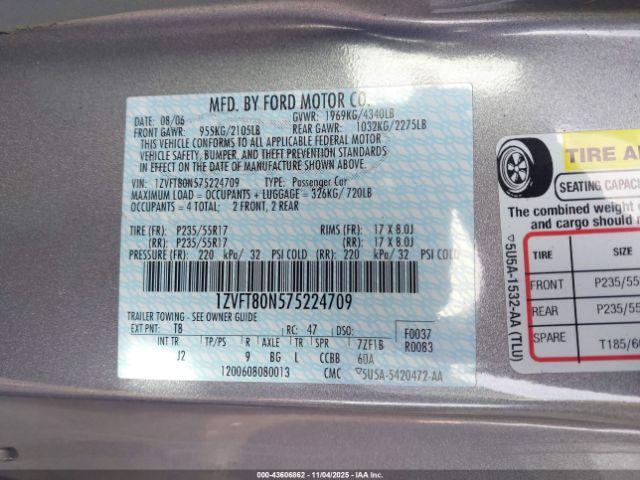 MFD. BY FORD MOTOR CO.
DATE: 08/06 GVWR: 1969KG/4340LB
FRONT GAWR: 955KG/2105LB REAR GAWR: 1032KG/2275LB
THIS VEHICLE CONFORMS TO ALL APPLICABLE FEDERAL MOTOR
VEHICLE SAFETY, BUMPER, AND THEFT PREVENTION STANDARDS
IN EFFECT ON THE DATE OF MANUFACTURE SHOWN ABOVE.
VIN: 1ZVFT80N575224709 TYPE: Passenger Car
MAXIMUM LOAD = OCCUPANTS + LUGGAGE = 326KG/720LB
OCCUPANTS = 4 TOTAL: 2 FRONT, 2 REAR
TIRE (FR): P235/55R17 RIMS (FR): 17 X 8.0J
(RR): P235/55R17 (RR): 17 X 8.0J
PRESSURE (FR): 220 kPa/ 32 PSI COLD (RR): 220 kPa/ 32 PSI COLD
1ZVFT80N575224709
TRAILER TOWING - SEE OWNER GUIDE
EXT PNT: T8 RC: 47 DSO: F0037
INT TR TP/PS R AXLE TR SPR 7ZF1B R0083
J2 9 BG L CCBB 60A
1200608080013 CMC ▽5U5A-5420472-AA
▽5U5A-1532-AA (TLU)
TIRE A
SEATING CAPACI
The combined weight
and cargo should
TIRE SIZE
FRONT P235/55
REAR P235/55
SPARE T185/60
000-43606862 - 11/04/2025 - IAAI.COM